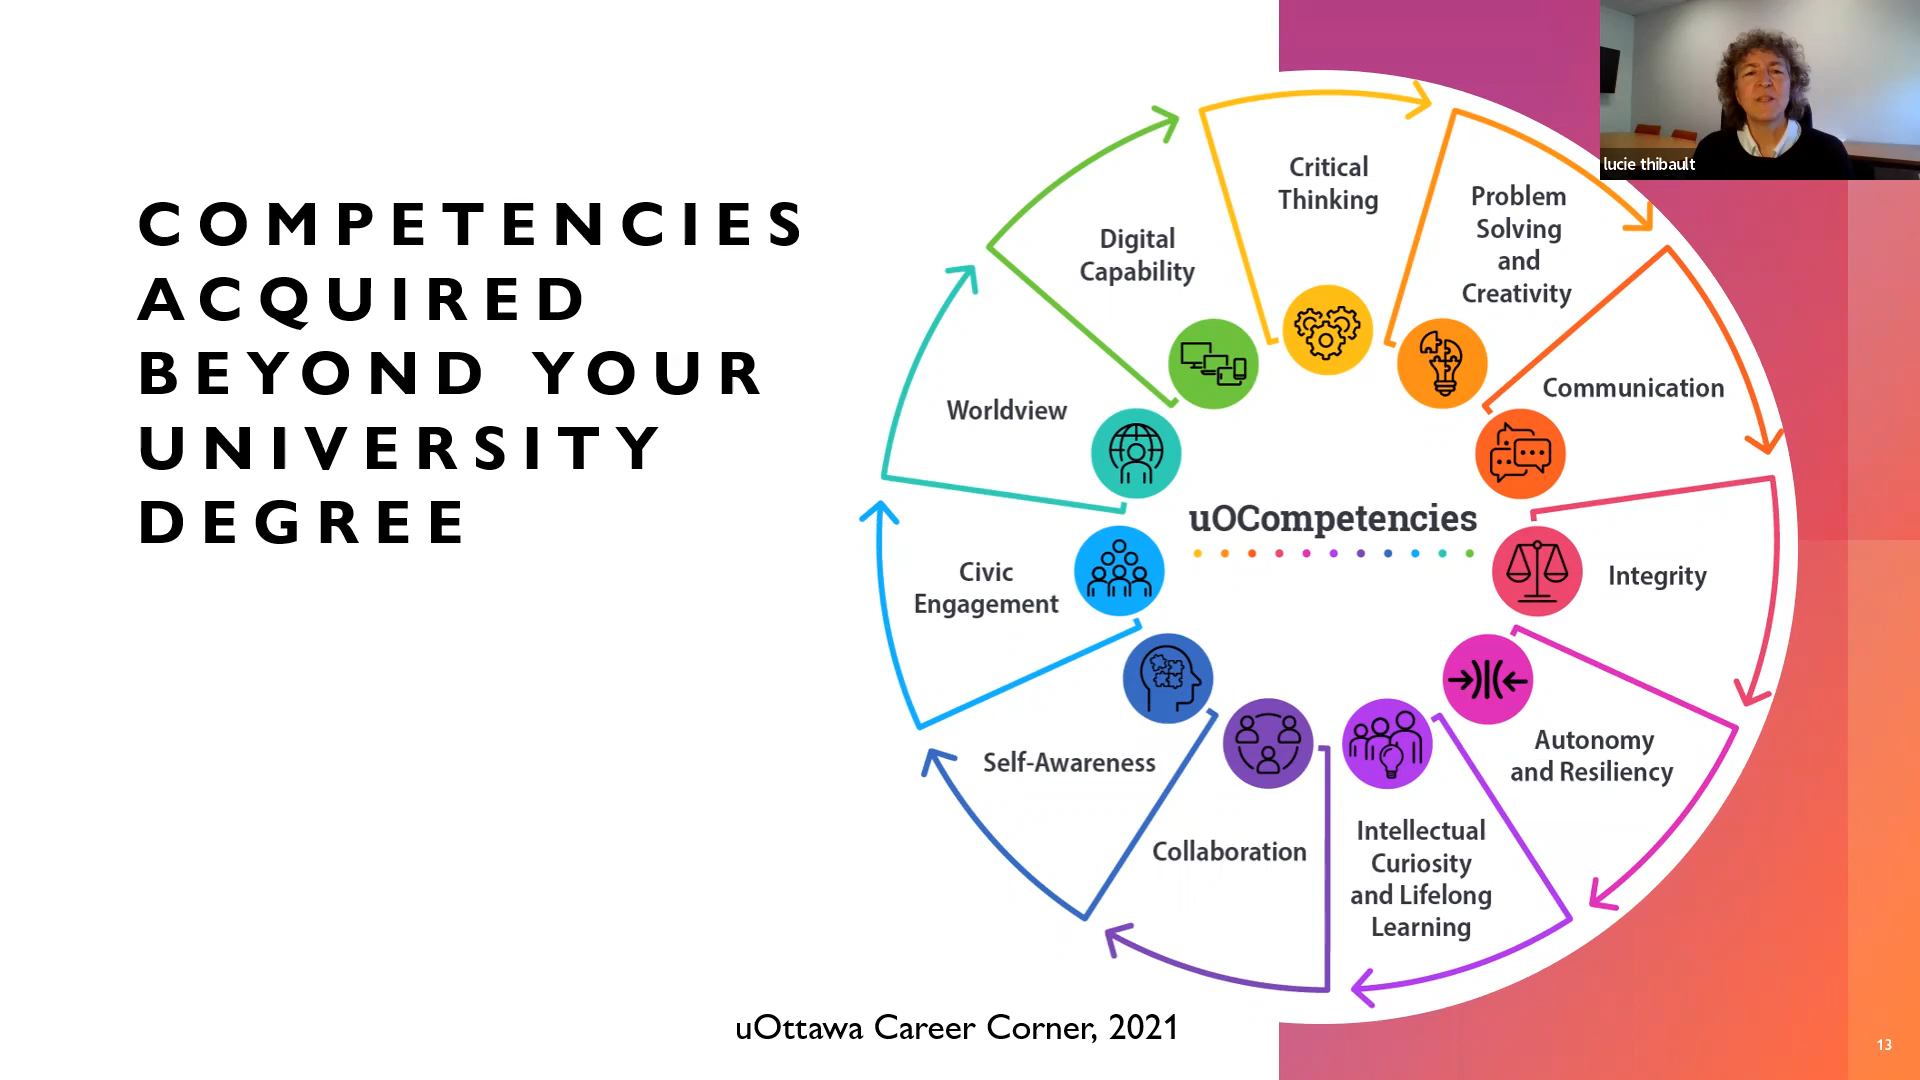 COMPETENCIES
ACQUIRED
BEYOND YOUR
UNIVERSITY
DEGREE
lucie thibault
Critical
Thinking
Problem
Solving
and
Creativity
Communication
Integrity
Autonomy
and Resiliency
Intellectual
Curiosity
and Lifelong
Learning
Collaboration
Self-Awareness
Civic
Engagement
Worldview
Digital
Capability
uOCompetencies
uOttawa Career Corner, 2021
13